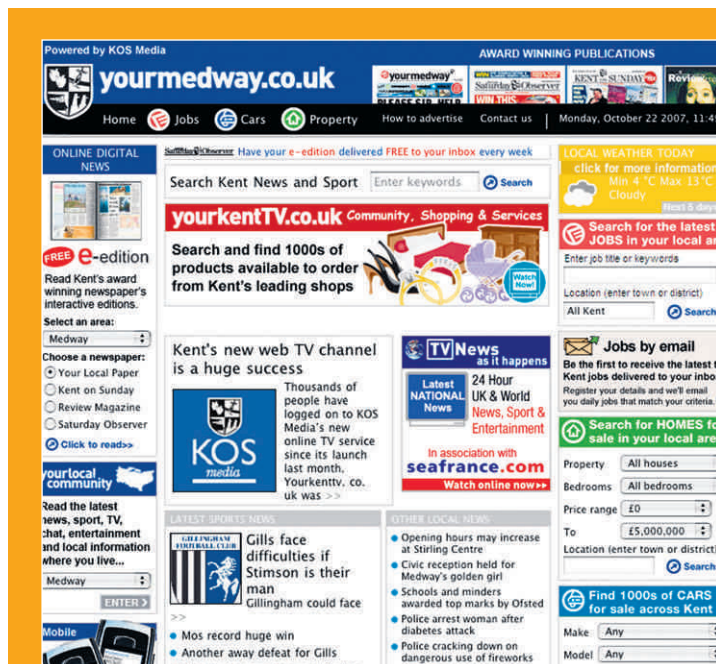 Powered by KOS Media
yourmedway.co.uk
AWARD WINNING PUBLICATIONS
yourmedway
Saturday Observer
WIN THIS
KENT on SUNDAY
Review
Home Jobs Cars Property How to advertise Contact us | Monday, October 22 2007, 11:4
ONLINE DIGITAL
NEWS
FREE e-edition
Read Kent's award
winning newspaper's
interactive editions.
Select an area:
Medway
Choose a newspaper:
Your Local Paper
Kent on Sunday
Review Magazine
Saturday Observer
Click to read>>
yourlocal
community
Read the latest
news, sport, TV,
chat, entertainment
and local information
where you live...
Medway
ENTER >
Mobile
Saturday Observer Have your e-edition delivered FREE to your inbox every week
Search Kent News and Sport Enter keywords Search
yourkentTV.co.uk Community, Shopping & Services
Search and find 1000s of
products available to order
from Kent's leading shops
Watch
Now!
Kent's new web TV channel
is a huge success
KOS
media
Thousands of
people have
logged on to KOS
Media's new
online TV service
since its launch
last month.
Yourkenttv. co.
uk was >>
TV News
as it happens
Latest
NATIONAL
News
24 Hour
UK & World
News, Sport &
Entertainment
In association with
seafrance.com
Watch online now▸▸
LATEST SPORTS NEWS
GILLINGHAM
FOOTBALL CLUB
Gills face
difficulties if
Stimson is their
man
Gillingham could face
>>
Mos record huge win
Another away defeat for Gills
OTHER LOCAL NEWS
Opening hours may increase
at Stirling Centre
Civic reception held for
Medway's golden girl
Schools and minders
awarded top marks by Ofsted
Police arrest woman after
diabetes attack
Police cracking down on
dangerous use of fireworks
LOCAL WEATHER TODAY
click for more information
Min 4 °C Max 13 °C
Cloudy
Next 5 days
Search for the latest
JOBS in your local ar
Enter job title or keywords
Location (enter town or district)
All Kent Search
Jobs by email
Be the first to receive the latest
Kent jobs delivered to your inbo
Register your details and we'll email
you daily jobs that match your criteria.
Search for HOMES fo
sale in your local are
Property All houses
Bedrooms All bedrooms
Price range £0
To £5,000,000
Location (enter town or district)
Search
Find 1000s of CARS
for sale across Kent
Make Any
Model Any